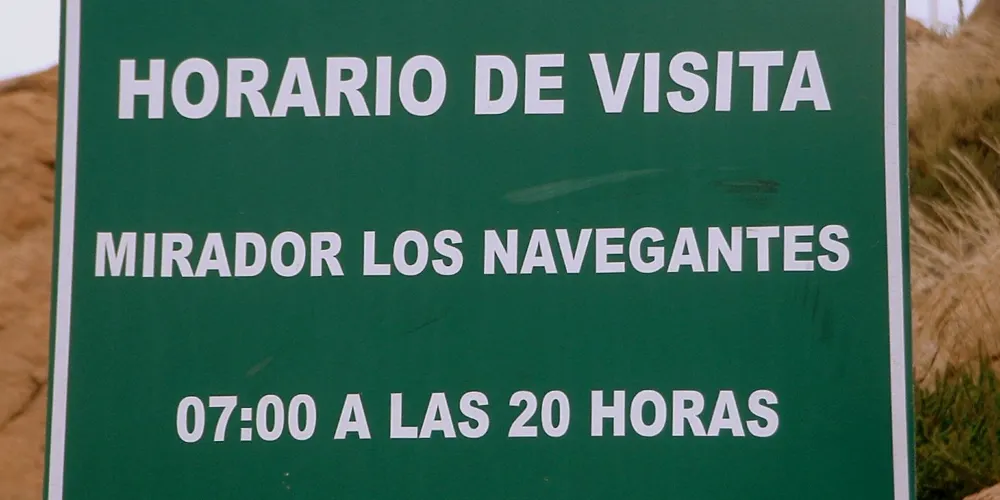 HORARIO DE VISITA
MIRADOR LOS NAVEGANTES
07:00 A LAS 20 HORAS